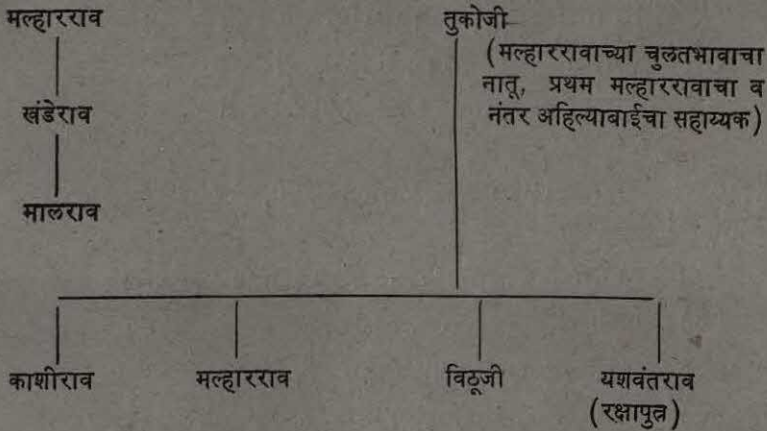 मल्हारराव
खंडेराव
मालराव
तुकोजी
(मल्हाररावाच्या चुलतभावाचा
नातू, प्रथम मल्हाररावाचा व
नंतर अहिल्याबाईचा सहाय्यक)
काशीराव
मल्हारराव
विठूजी
यशवंतराव
(रक्षापुत्र)